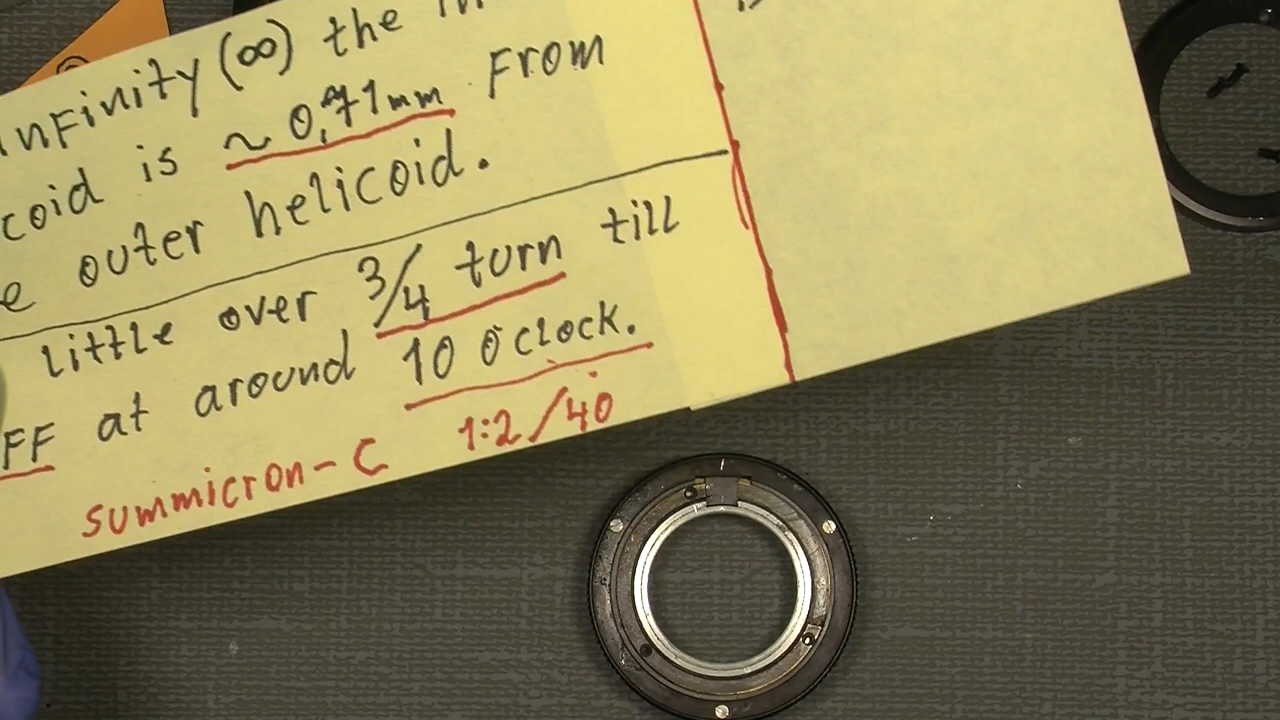 infinity (∞) the
coid is ~ 0,71mm From
e outer helicoid.
little over 3/4 turn till
FF at around 10 o'clock.
summicron-C 1:2/40